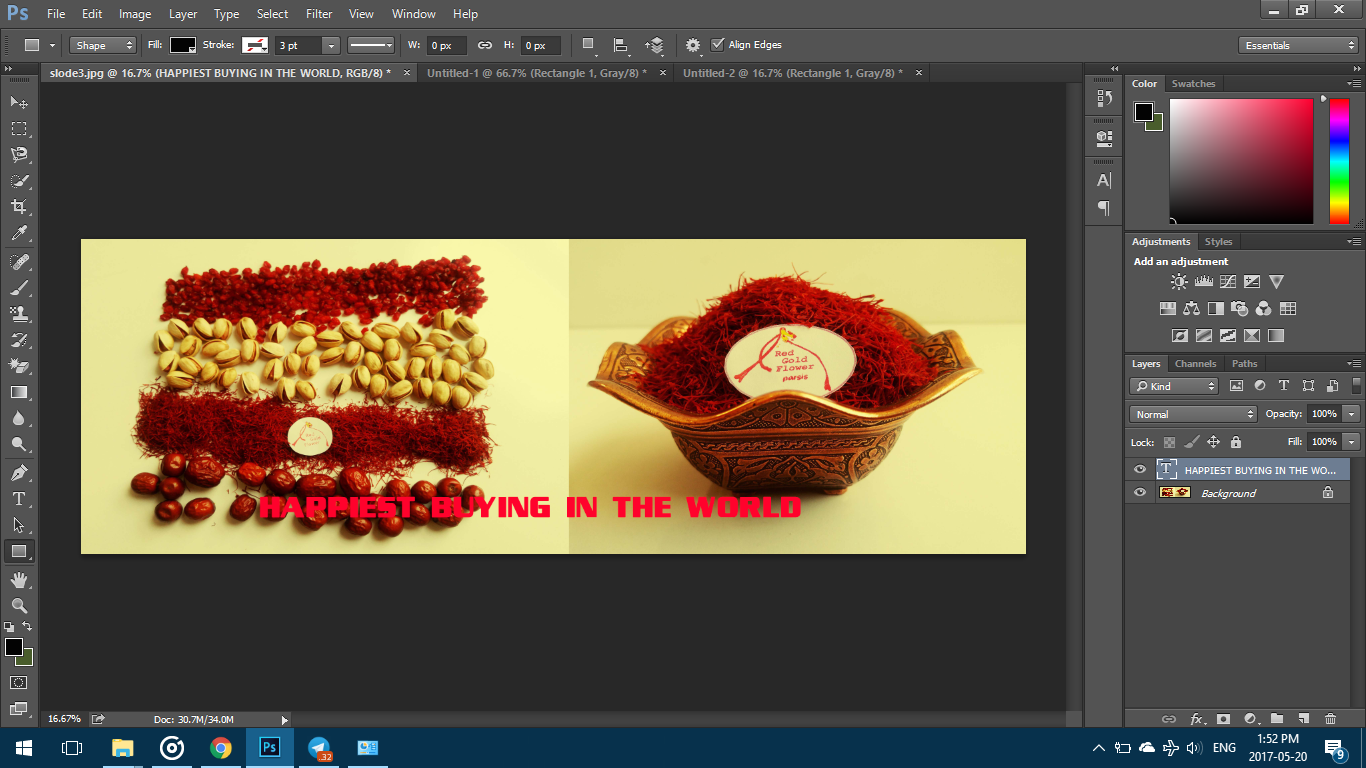 Ps File Edit Image Layer Type Select Filter View Window Help
Shape Fill: Stroke: 3 pt W: 0 px H: 0 px Align Edges Essentials
slode3.jpg @ 16.7% (HAPPIEST BUYING IN THE WORLD, RGB/8) * × Untitled-1 @ 66.7% (Rectangle 1, Gray/8) * × Untitled-2 @ 16.7% (Rectangle 1, Gray/8) * ×
Color Swatches
Adjustments Styles
Add an adjustment
Red
Gold
Flower
parsis
HAPPIEST BUYING IN THE WORLD
Layers Channels Paths
Kind
Normal Opacity: 100%
Lock: Fill: 100%
HAPPIEST BUYING IN THE WO...
Background
16.67% Doc: 30.7M/34.0M
Ps .32 ENG 1:52 PM
2017-05-20 9